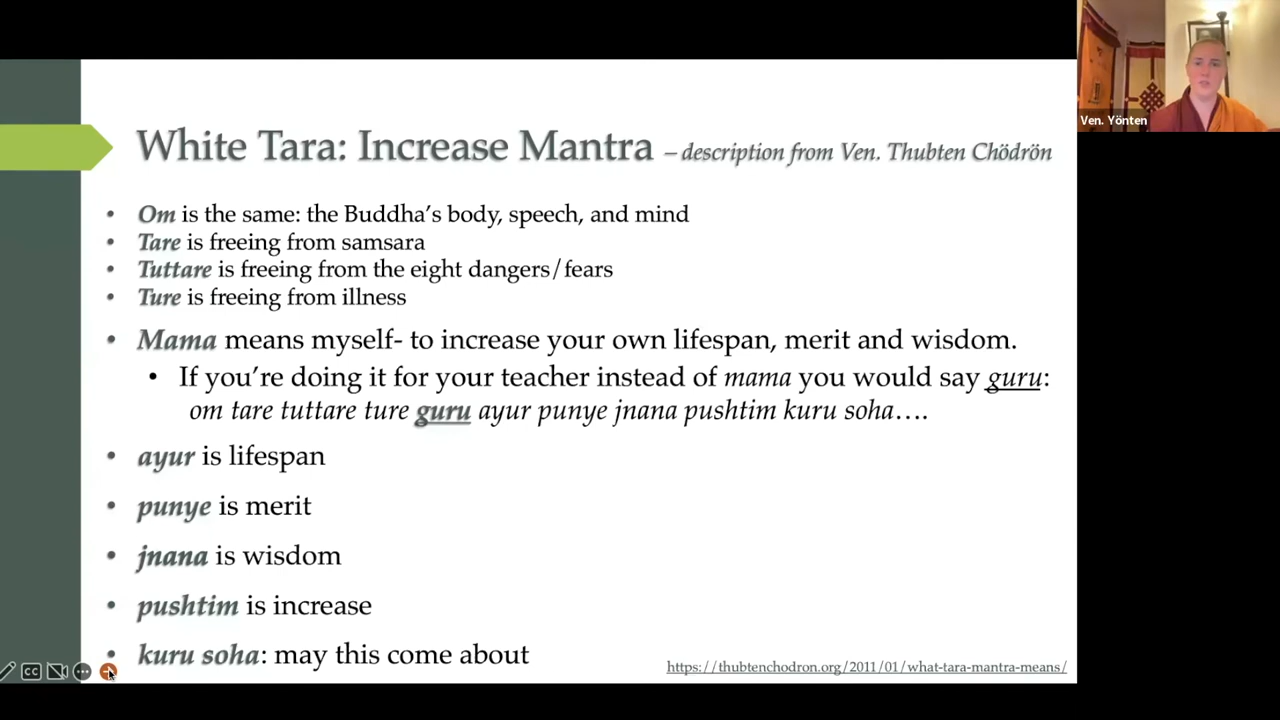 White Tara: Increase Mantra – description from Ven. Thubten Chödrön
Ven. Yönten
• Om is the same: the Buddha’s body, speech, and mind
• Tare is freeing from samsara
• Tuttare is freeing from the eight dangers/fears
• Ture is freeing from illness
• Mama means myself- to increase your own lifespan, merit and wisdom.
• If you’re doing it for your teacher instead of mama you would say guru:
om tare tuttare ture guru ayur punye jnana pushtim kuru soha….
• ayur is lifespan
• punye is merit
• jnana is wisdom
• pushtim is increase
• kuru soha: may this come about
CC
https://thubtenchodron.org/2011/01/what-tara-mantra-means/